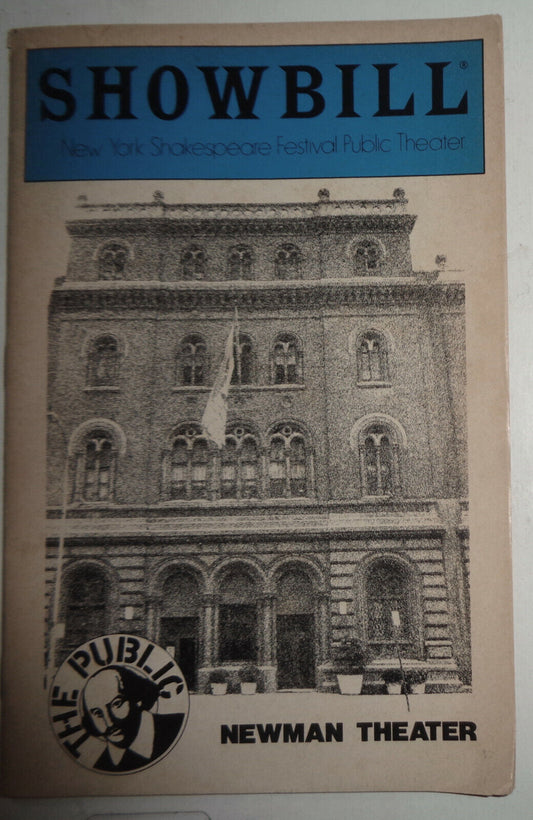 SHOWBILL®
New York Shakespeare Festival Public Theater
THE PUBLIC
NEWMAN THEATER